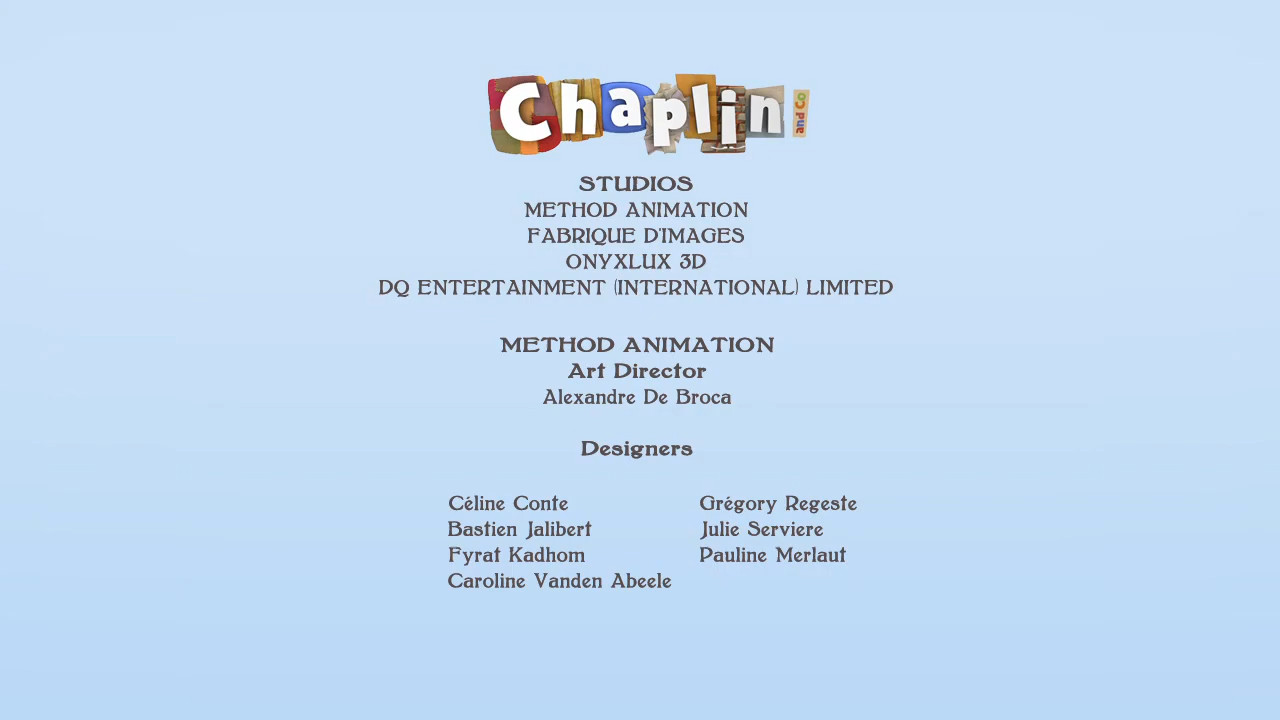 Chaplin and Co
STUDIOS
METHOD ANIMATION
FABRIQUE D'IMAGES
ONYXLUX 3D
DQ ENTERTAINMENT (INTERNATIONAL) LIMITED
METHOD ANIMATION
Art Director
Alexandre De Broca
Designers
Céline Conte
Bastien Jalibert
Fyrat Kadhom
Caroline Vanden Abeele
Grégory Regeste
Julie Serviere
Pauline Merlaut